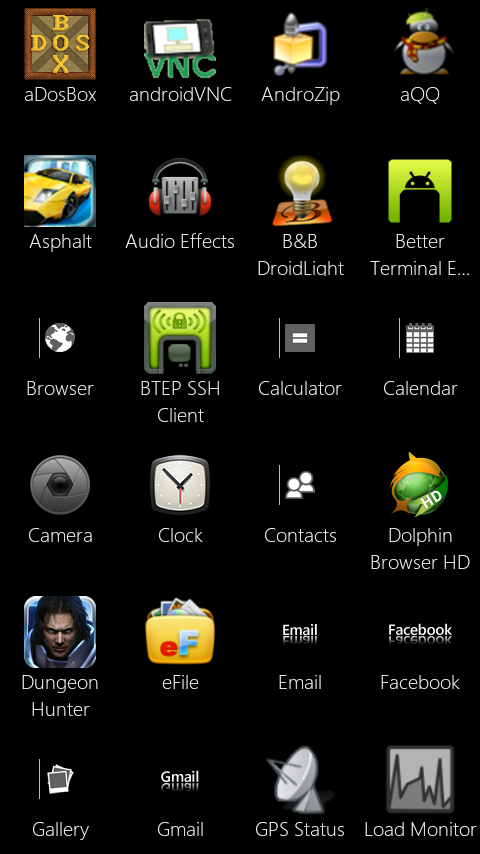 DOS
BOX
aDosBox
VNC
androidVNC
AndroZip
aQQ
Asphalt
Audio Effects
B
B&B
DroidLight
Better
Terminal E...
Browser
BTEP SSH
Client
Calculator
Calendar
Camera
Clock
Contacts
HD
Dolphin
Browser HD
Dungeon
Hunter
eF
eFile
Email
Email
Facebook
Facebook
Gallery
Gmail
Gmail
GPS Status
Load Monitor